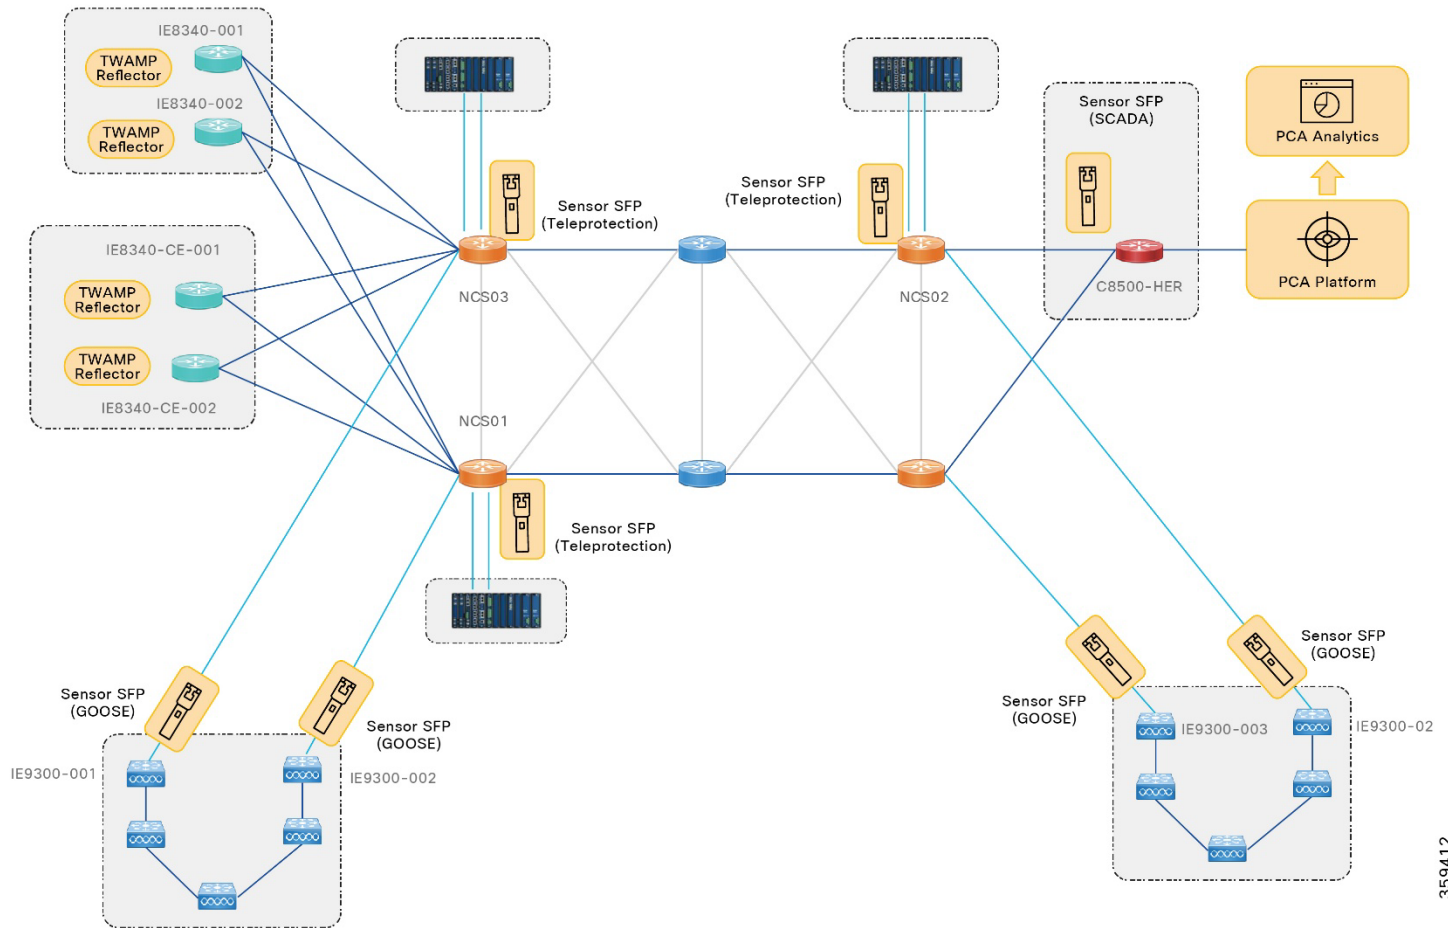 IE8340-001
TWAMP
Reflector
IE8340-002
TWAMP
Reflector
IE8340-CE-001
TWAMP
Reflector
TWAMP
Reflector
IE8340-CE-002
Sensor SFP
(Teleprotection)
NCS03
NCS01
Sensor SFP
(Teleprotection)
Sensor SFP
(Teleprotection)
NCS02
Sensor SFP
(SCADA)
C8500-HER
PCA Analytics
PCA Platform
Sensor SFP
(GOOSE)
Sensor SFP
(GOOSE)
IE9300-001
IE9300-002
Sensor SFP
(GOOSE)
Sensor SFP
(GOOSE)
IE9300-003
IE9300-02
359412